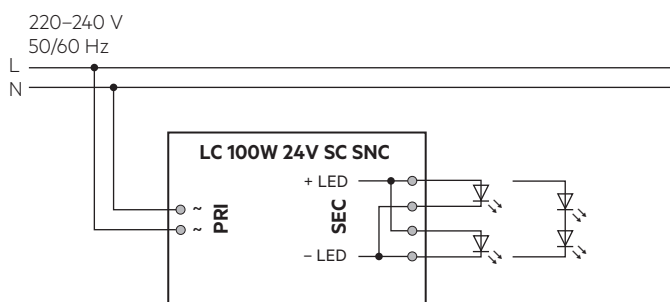 220–240 V
50/60 Hz
L
N
LC 100W 24V SC SNC
+ LED
~
PRI
SEC
~
– LED